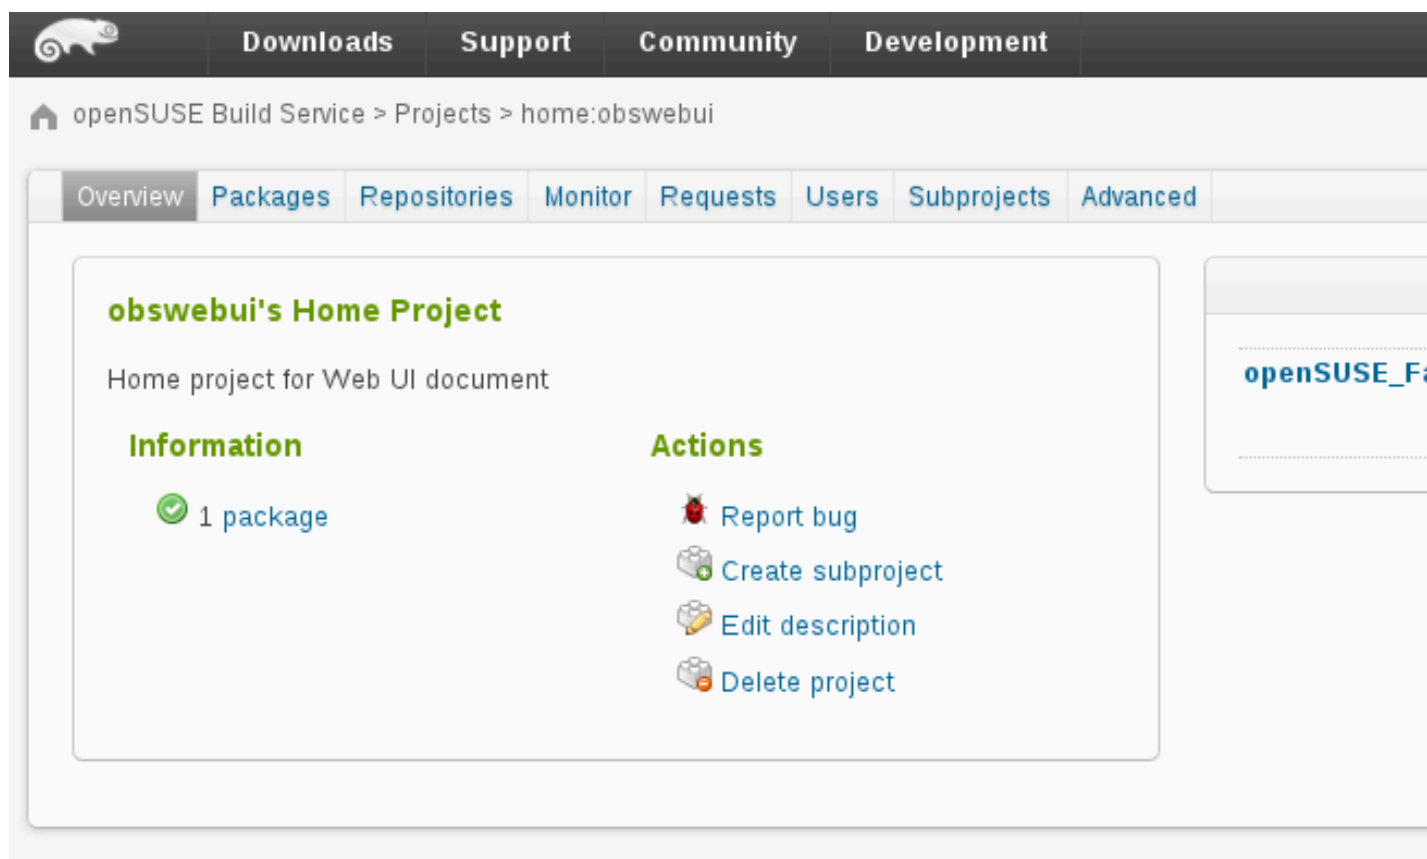 Downloads Support Community Development
openSUSE Build Service > Projects > home:obswebui
Overview Packages Repositories Monitor Requests Users Subprojects Advanced
obswebui's Home Project
Home project for Web UI document
Information
1 package
Actions
Report bug
Create subproject
Edit description
Delete project
openSUSE_Fa